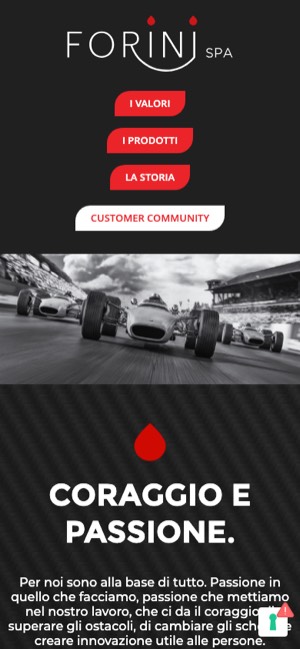 FORINI SPA
I VALORI
I PRODOTTI
LA STORIA
CUSTOMER COMMUNITY
CORAGGIO E
PASSIONE.
Per noi sono alla base di tutto. Passione in
quello che facciamo, passione che mettiamo
nel nostro lavoro, che ci da il coraggio
superare gli ostacoli, di cambiare gli
creare innovazione utile alle persone.